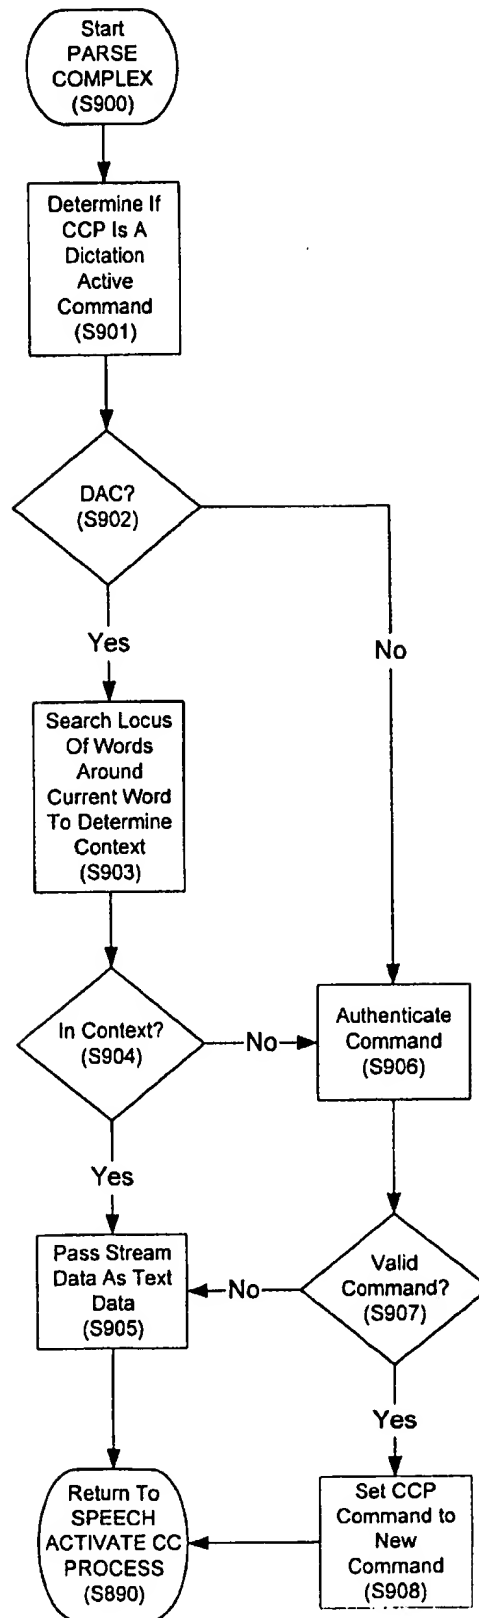 Start
PARSE
COMPLEX
(S900)
Determine If
CCP Is A
Dictation
Active
Command
(S901)
DAC?
(S902)
Yes
No
Search Locus
Of Words
Around
Current Word
To Determine
Context
(S903)
In Context?
(S904)
No
Authenticate
Command
(S906)
Yes
Pass Stream
Data As Text
Data
(S905)
No
Valid
Command?
(S907)
Yes
Return To
SPEECH
ACTIVATE CC
PROCESS
(S890)
Set CCP
Command to
New
Command
(S908)